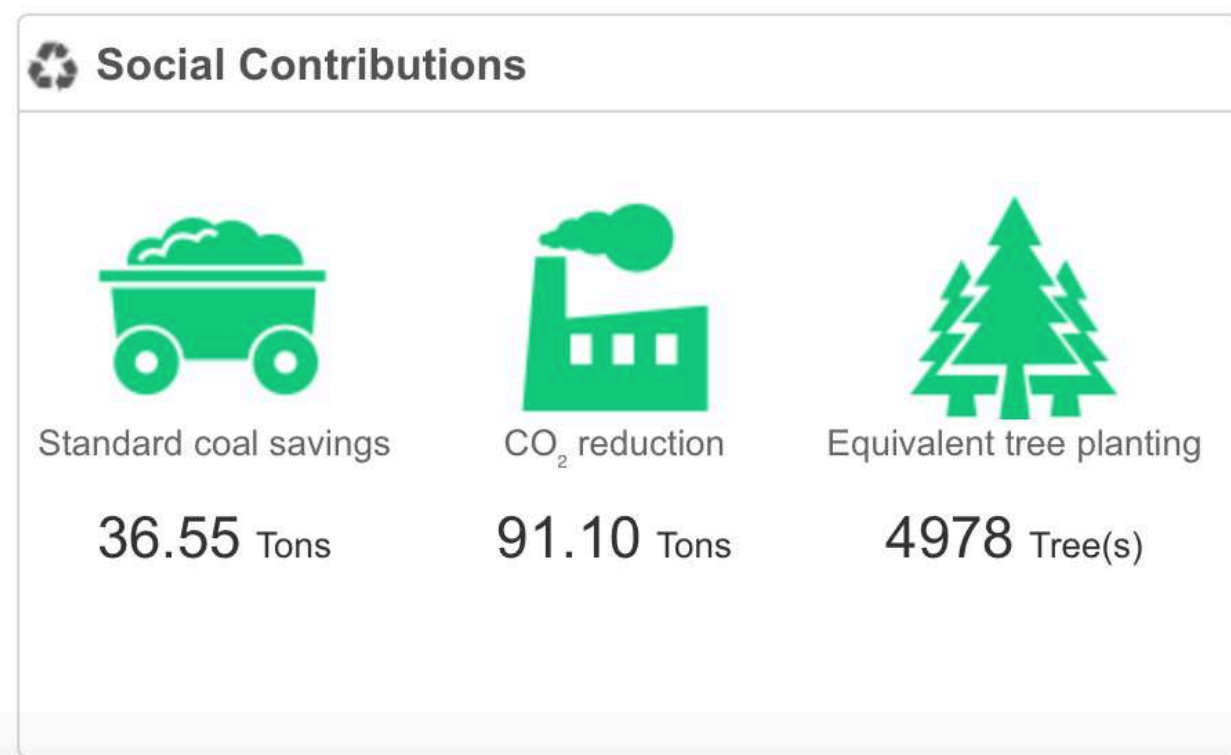 Social Contributions
Standard coal savings
CO₂ reduction
Equivalent tree planting
36.55 Tons
91.10 Tons
4978 Tree(s)